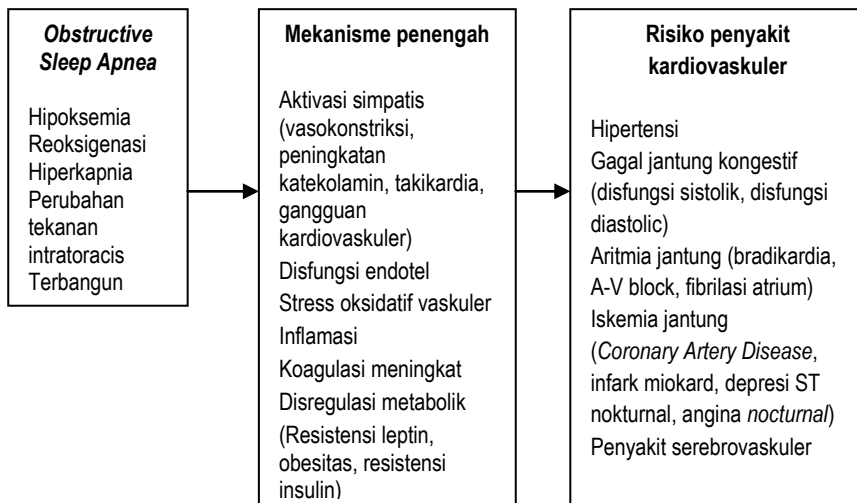 Obstructive
Sleep Apnea
Hipoksemia
Reoksigenasi
Hiperkapnia
Perubahan
tekanan
intratoracis
Terbangun
Mekanisme penengah
Aktivasi simpatis
(vasokonstriksi,
peningkatan
katekolamin, takikardia,
gangguan
kardiovaskuler)
Disfungsi endotel
Stress oksidatif vaskuler
Inflamasi
Koagulasi meningkat
Disregulasi metabolik
(Resistensi leptin,
obesitas, resistensi
insulin)
Risiko penyakit
kardiovaskuler
Hipertensi
Gagal jantung kongestif
(disfungsi sistolik, disfungsi
diastolic)
Aritmia jantung (bradikardia,
A-V block, fibrilasi atrium)
Iskemia jantung
(Coronary Artery Disease,
infark miokard, depresi ST
nokturnal, angina nocturnal)
Penyakit serebrovaskuler